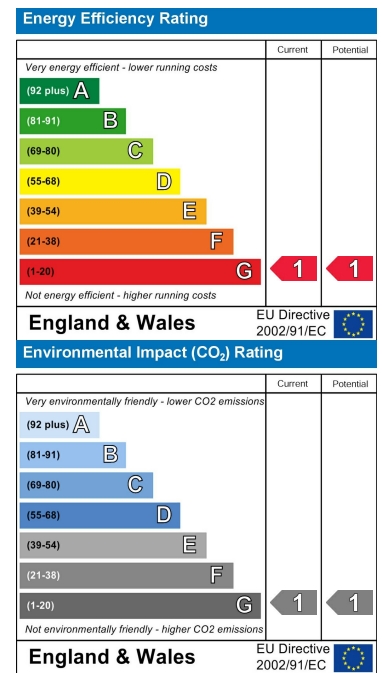 Energy Efficiency Rating
Current Potential
Very energy efficient - lower running costs
(92 plus) A
(81-91) B
(69-80) C
(55-68) D
(39-54) E
(21-38) F
(1-20) G 1 1
Not energy efficient - higher running costs
England & Wales
EU Directive
2002/91/EC
Environmental Impact (CO₂) Rating
Current Potential
Very environmentally friendly - lower CO2 emissions
(92 plus) A
(81-91) B
(69-80) C
(55-68) D
(39-54) E
(21-38) F
(1-20) G 1 1
Not environmentally friendly - higher CO2 emissions
England & Wales
EU Directive
2002/91/EC